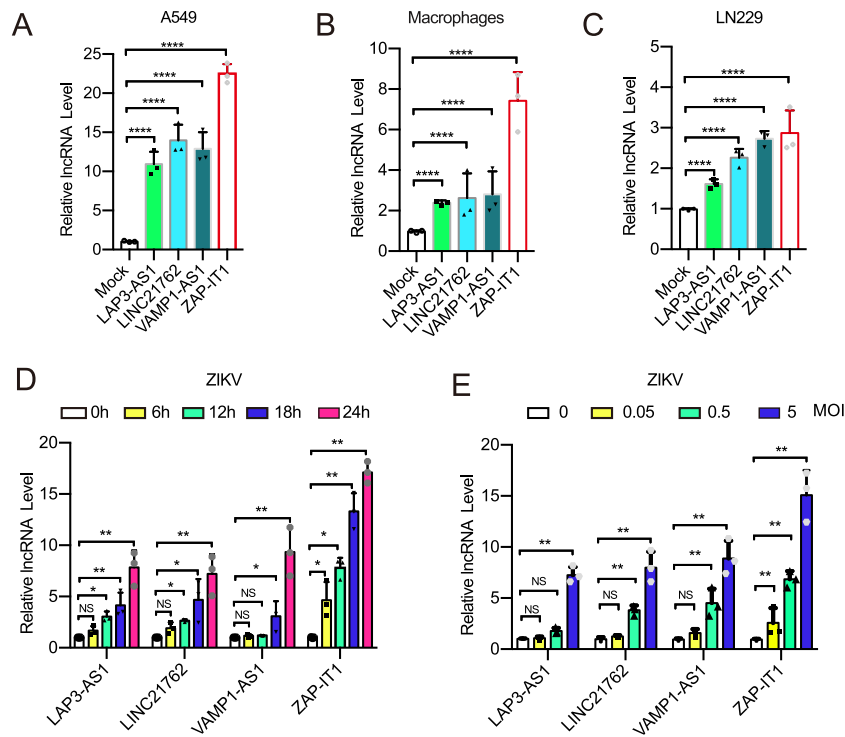 A
A549
Relative lncRNA Level
25
20
15
10
5
0
****
****
****
****
Mock
LAP3-AS1
LINC21762
VAMP1-AS1
ZAP-IT1
B
Macrophages
Relative lncRNA Level
10
8
6
4
2
0
****
****
****
****
Mock
LAP3-AS1
LINC21762
VAMP1-AS1
ZAP-IT1
C
LN229
Relative lncRNA Level
5
4
3
2
1
0
****
****
****
****
Mock
LAP3-AS1
LINC21762
VAMP1-AS1
ZAP-IT1
D
ZIKV
0h 6h 12h 18h 24h
Relative lncRNA Level
20
15
10
5
0
**
**
*
NS
**
*
*
NS
**
*
NS
NS
**
**
*
*
LAP3-AS1
LINC21762
VAMP1-AS1
ZAP-IT1
E
ZIKV
0 0.05 0.5 5 MOI
Relative lncRNA Level
20
15
10
5
0
**
NS
NS
**
**
NS
**
**
NS
**
**
**
LAP3-AS1
LINC21762
VAMP1-AS1
ZAP-IT1